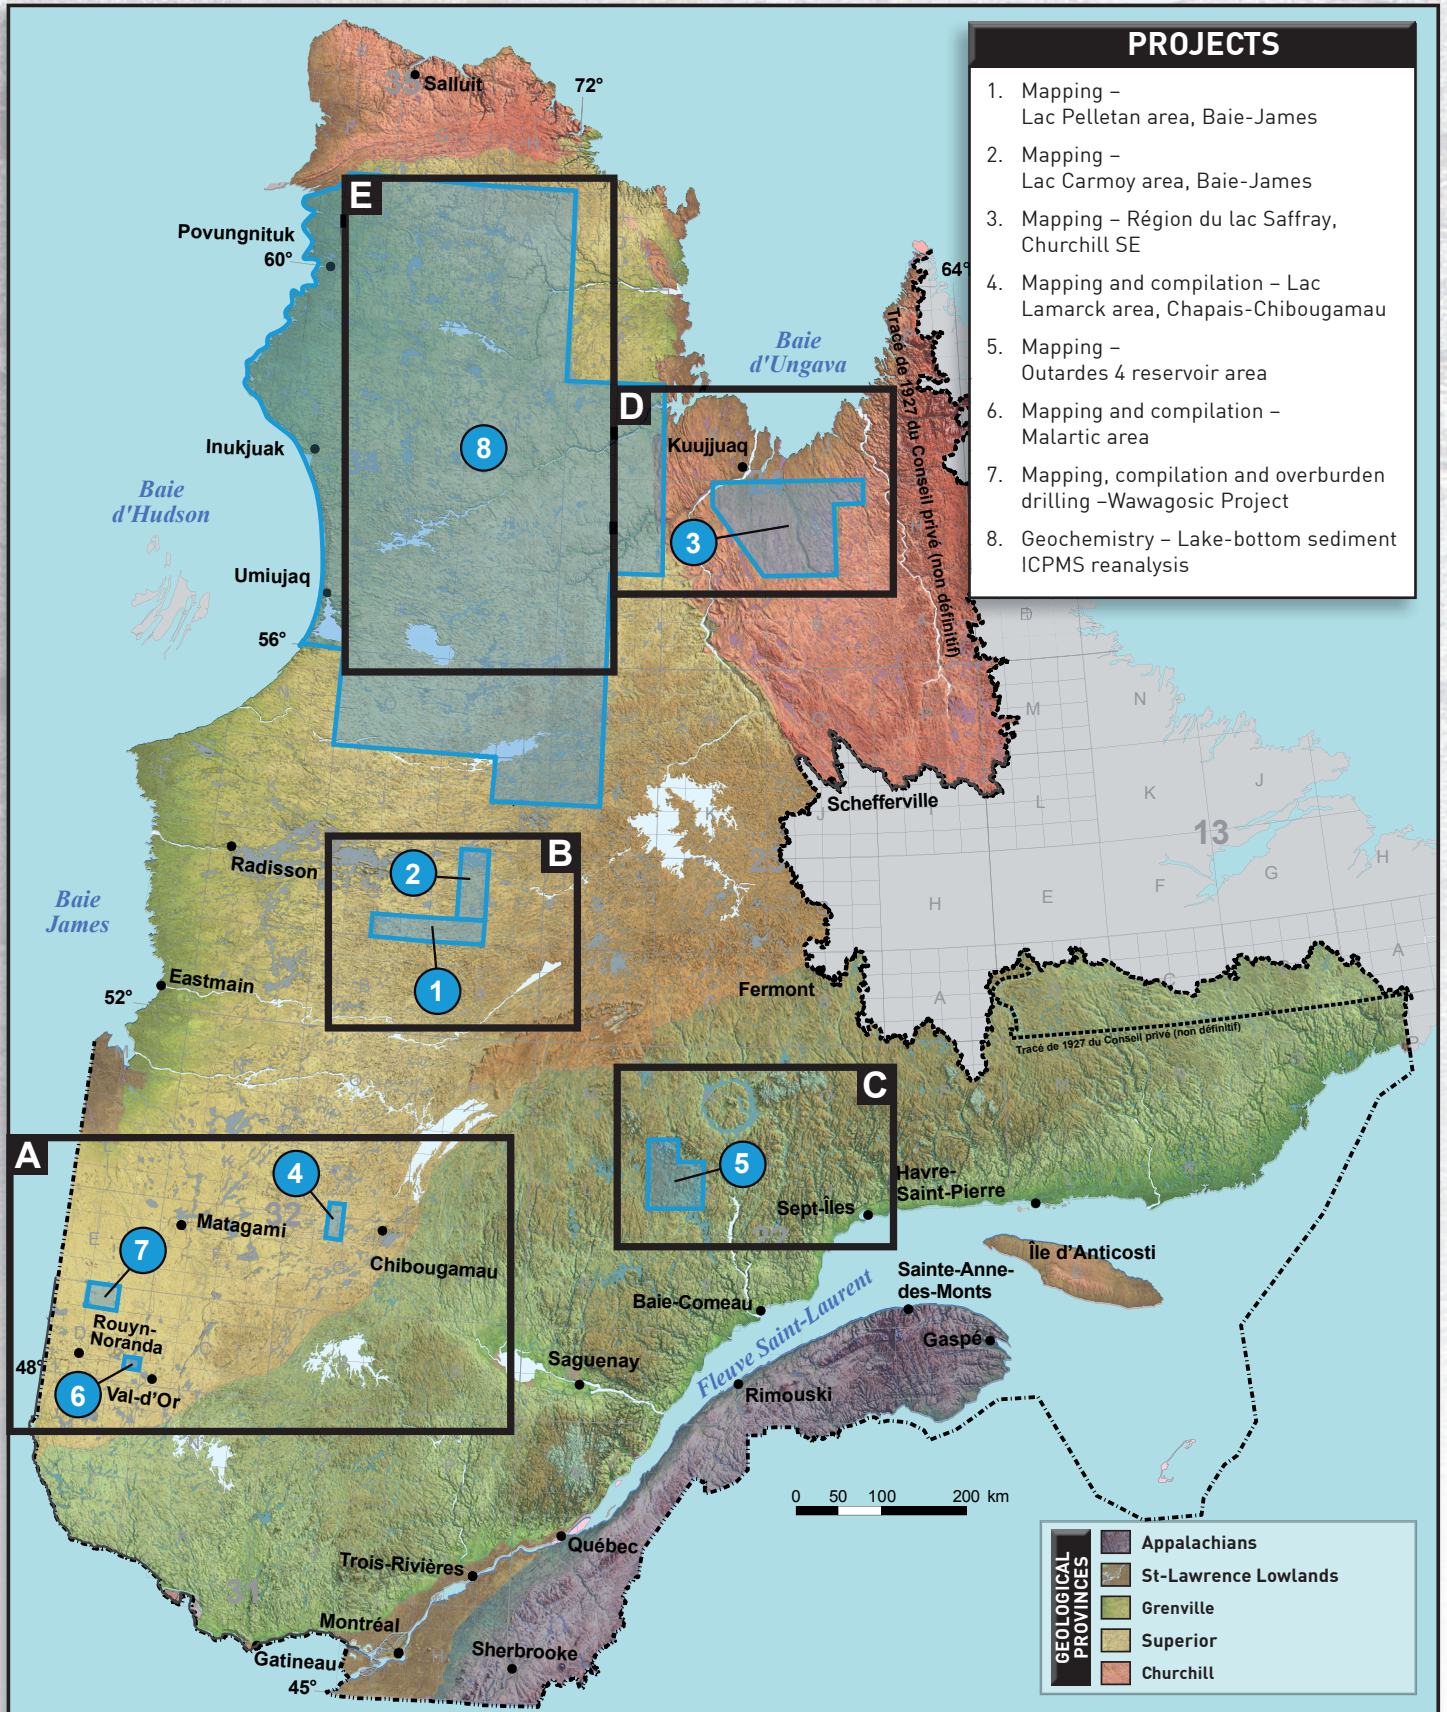 PROJECTS
1. Mapping –
Lac Pelletan area, Baie-James
2. Mapping –
Lac Carmoy area, Baie-James
3. Mapping – Région du lac Saffray,
Churchill SE
4. Mapping and compilation – Lac
Lamarck area, Chapais-Chibougamau
5. Mapping –
Outardes 4 reservoir area
6. Mapping and compilation –
Malartic area
7. Mapping, compilation and overburden
drilling –Wawagosic Project
8. Geochemistry – Lake-bottom sediment
ICPMS reanalysis
35
Salluit
72°
E
Povungnituk
60°
64°
Baie
d'Ungava
Tracé de 1927 du Conseil privé (non définitif)
D
Kuujjuaq
8
Inukjuak
34
Baie
d'Hudson
3
Umiujaq
56°
N
M
Schefferville
J
K
L
13
H
G
F
E
H
B
2
Radisson
Baie
James
1
Eastmain
52°
Fermont
A
A
Tracé de 1927 du Conseil privé (non définitif)
C
5
Havre-
Saint-Pierre
Sept-Îles
A
4
32
Matagami
7
Chibougamau
Île d'Anticosti
Sainte-Anne-
des-Monts
Baie-Comeau
Fleuve Saint-Laurent
Gaspé
Rouyn-
Noranda
48°
6
Val-d'Or
Saguenay
Rimouski
0 50 100 200 km
Québec
Trois-Rivières
31
Montréal
Sherbrooke
Gatineau
45°
GEOLOGICAL
PROVINCES
Appalachians
St-Lawrence Lowlands
Grenville
Superior
Churchill